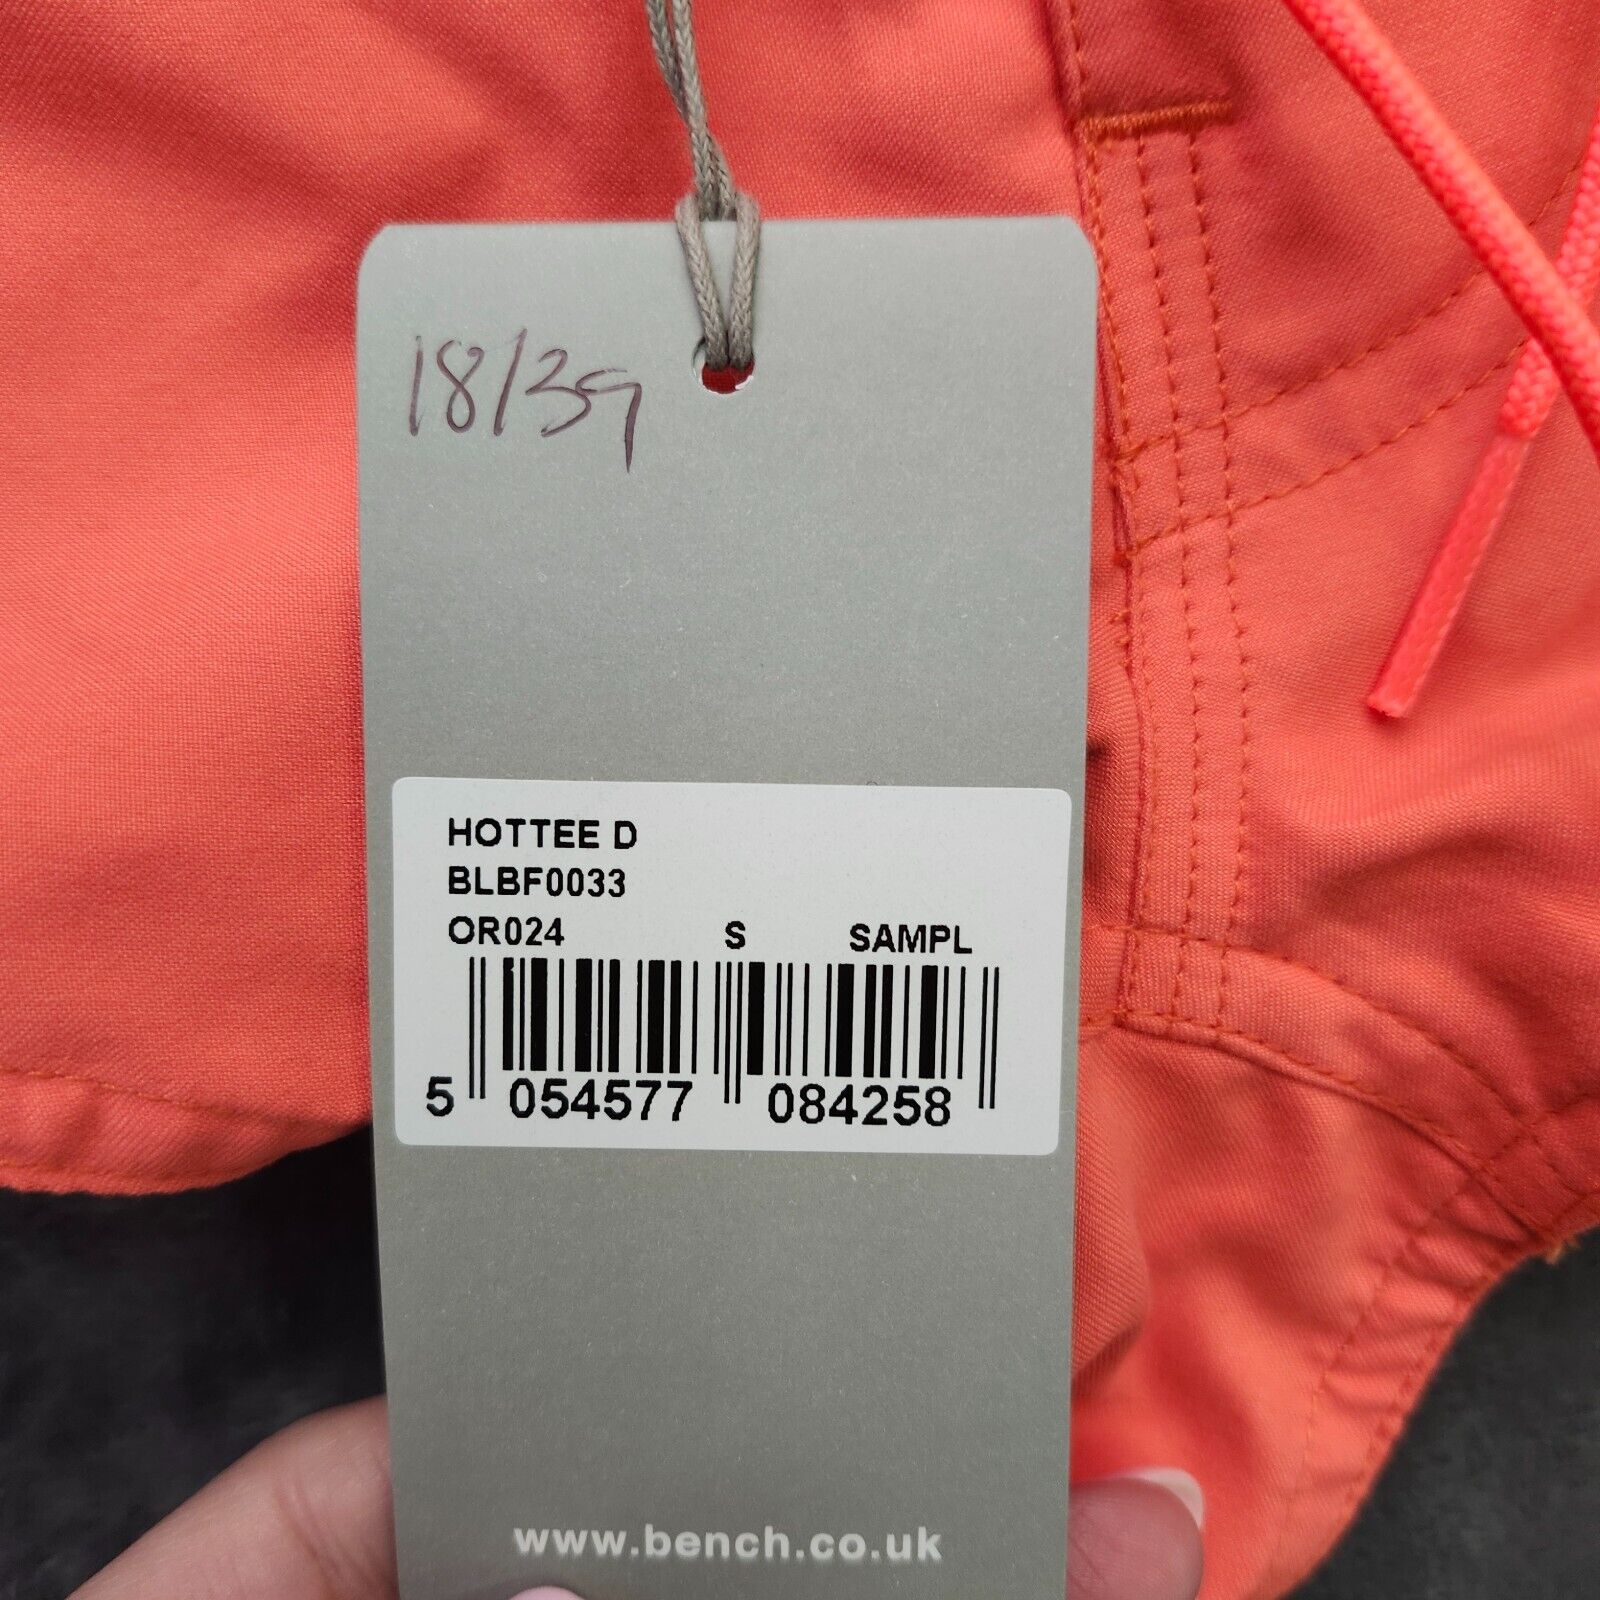 18/39
HOTTEE D
BLBF0033
OR024 S SAMPL
5 054577 084258
www.bench.co.uk